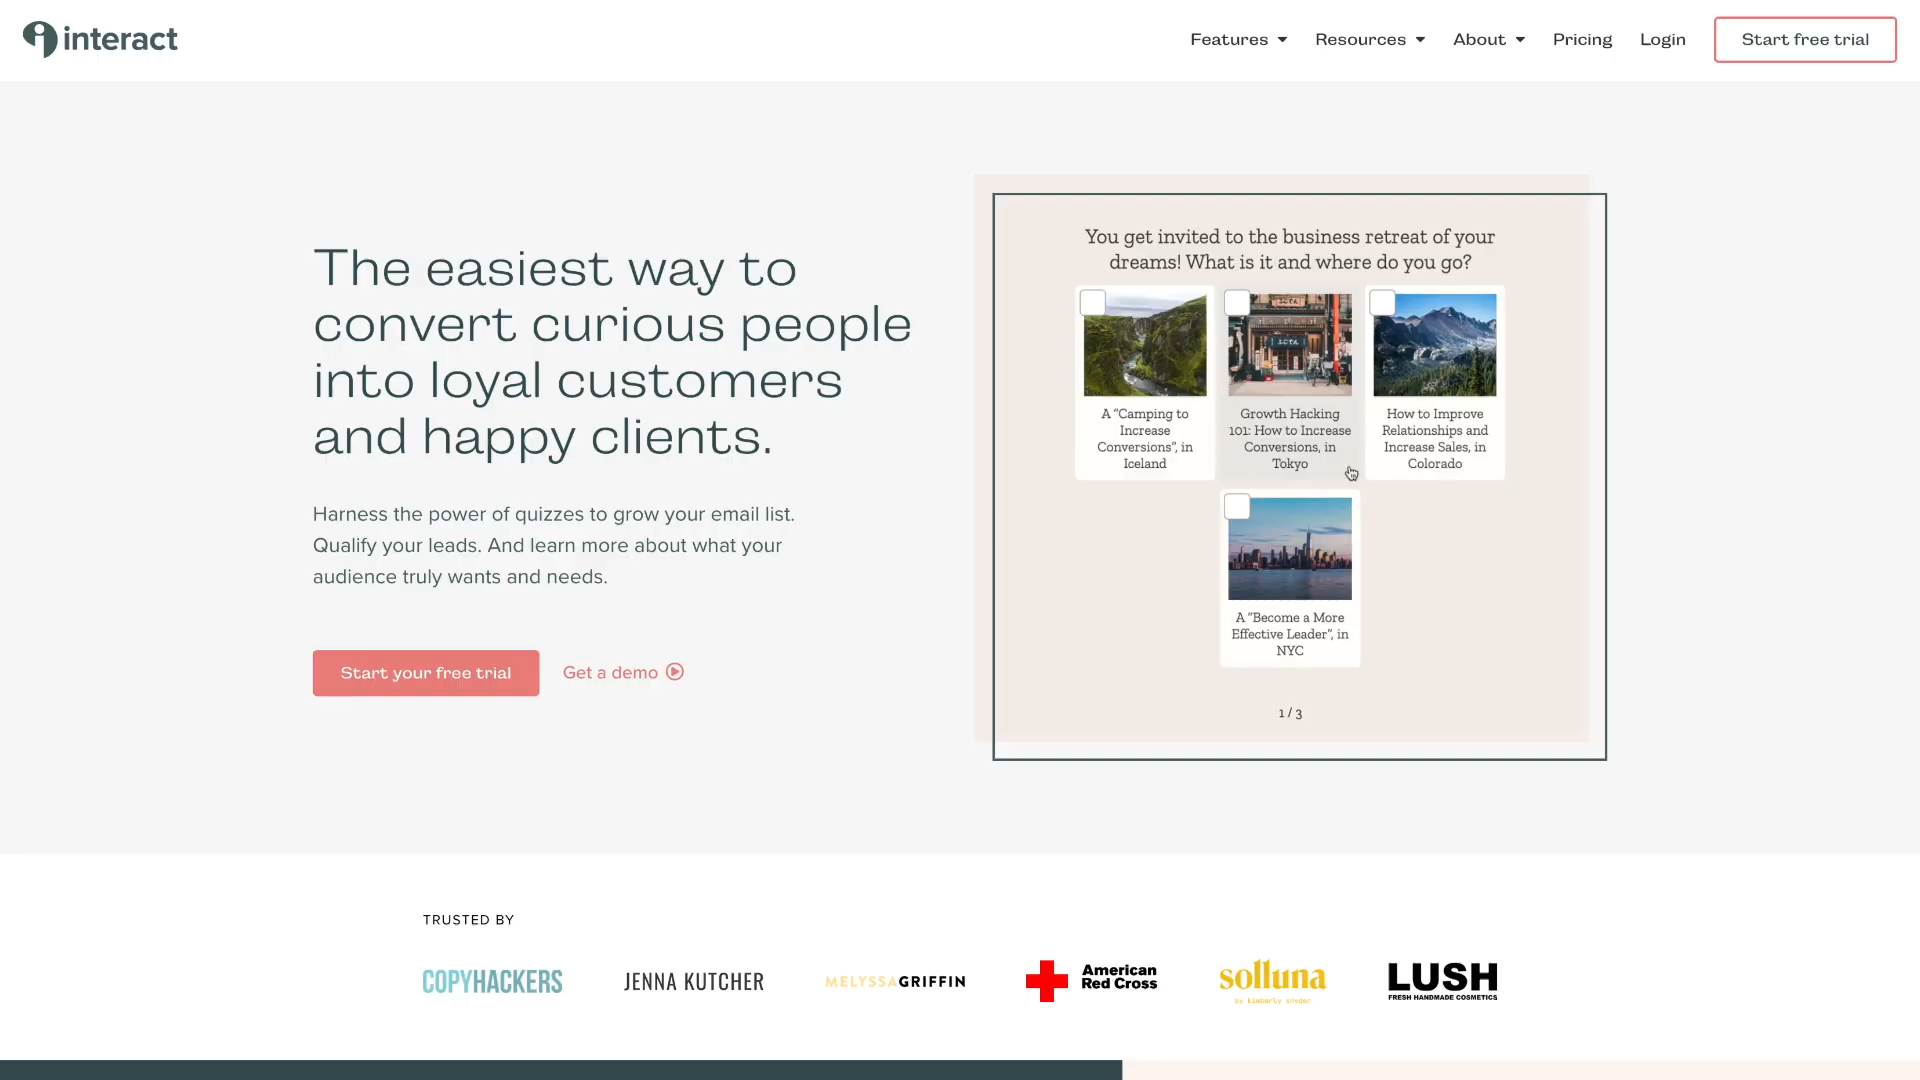 interact
Features
Resources
About
Pricing
Login
Start free trial
The easiest way to
convert curious people
into loyal customers
and happy clients.
Harness the power of quizzes to grow your email list.
Qualify your leads. And learn more about what your
audience truly wants and needs.
Start your free trial
Get a demo
You get invited to the business retreat of your
dreams! What is it and where do you go?
A "Camping to
Increase
Conversions", in
Iceland
Growth Hacking
101: How to Increase
Conversions, in
Tokyo
How to Improve
Relationships and
Increase Sales, in
Colorado
A "Become a More
Effective Leader", in
NYC
1 / 3
TRUSTED BY
COPYHACKERS
JENNA KUTCHER
MELYSSAGRIFFIN
American
Red Cross
solluna
by kimberly snyder
LUSH
FRESH HANDMADE COSMETICS